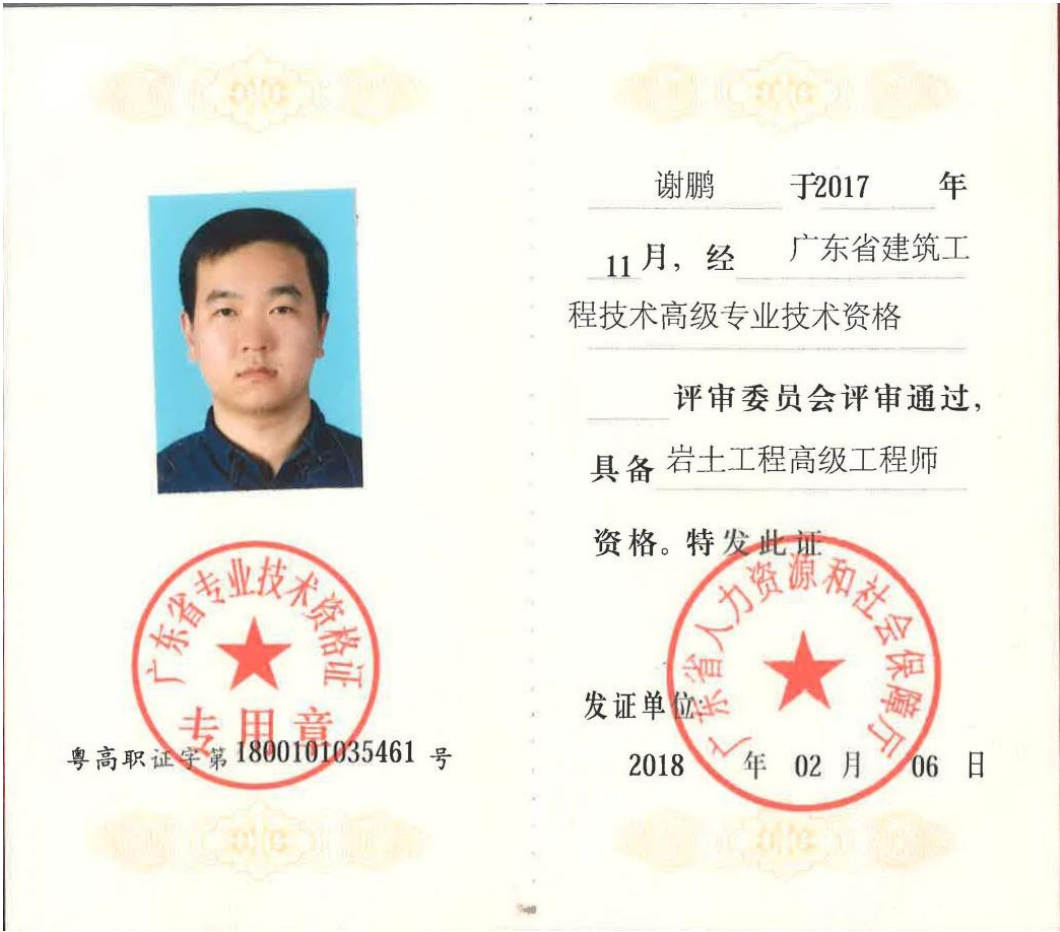 广东省专业技术资格证
专用章
粤高职证字第1800101035461号
谢鹏 于2017 年
11月，经 广东省建筑工
程技术高级专业技术资格
评审委员会评审通过，
具备 岩土工程高级工程师
资格。特发此证
广东省人力资源和社会保障厅
发证单位
2018 年 02 月 06 日